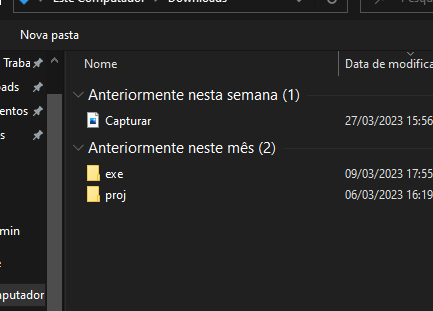 Este Computador Downloads Pesqu
Nova pasta
Traba
oads
entos
s
min
e
putador
Nome
Data de modifica
Anteriormente nesta semana (1)
Capturar
27/03/2023 15:56
Anteriormente neste mês (2)
exe
09/03/2023 17:55
proj
06/03/2023 16:19